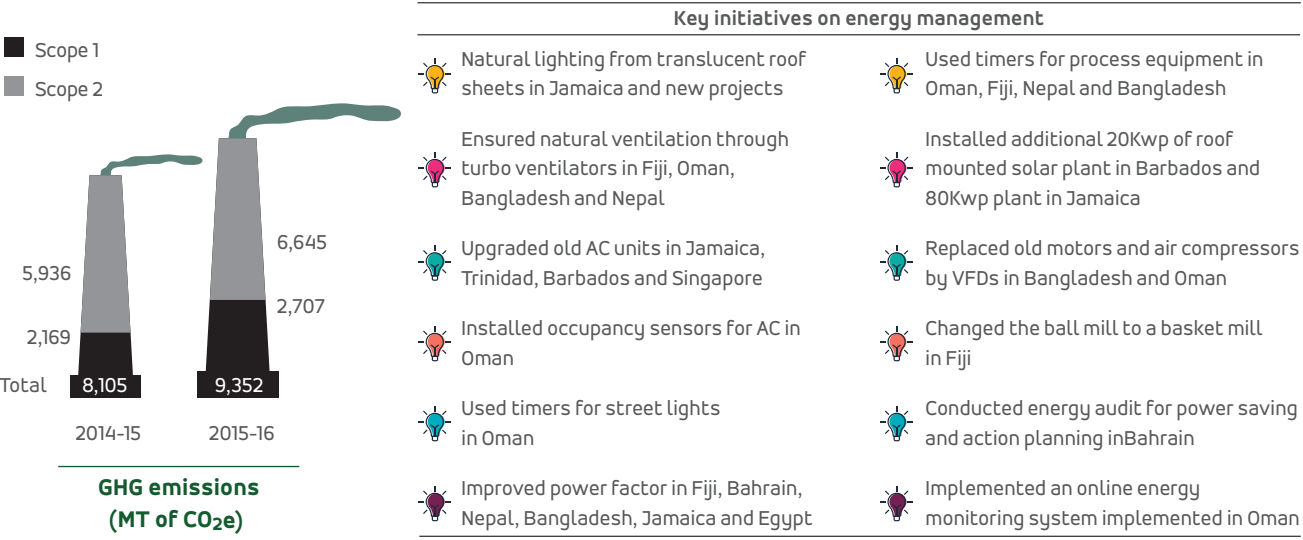 Scope 1
Scope 2
5,936
2,169
6,645
2,707
Total
8,105
9,352
2014-15
2015-16
GHG emissions
(MT of CO2e)
Key initiatives on energy management
Natural lighting from translucent roof
sheets in Jamaica and new projects
Ensured natural ventilation through
turbo ventilators in Fiji, Oman,
Bangladesh and Nepal
Upgraded old AC units in Jamaica,
Trinidad, Barbados and Singapore
Installed occupancy sensors for AC in
Oman
Used timers for street lights
in Oman
Improved power factor in Fiji, Bahrain,
Nepal, Bangladesh, Jamaica and Egypt
Used timers for process equipment in
Oman, Fiji, Nepal and Bangladesh
Installed additional 20Kwp of roof
mounted solar plant in Barbados and
80Kwp plant in Jamaica
Replaced old motors and air compressors
by VFDs in Bangladesh and Oman
Changed the ball mill to a basket mill
in Fiji
Conducted energy audit for power saving
and action planning inBahrain
Implemented an online energy
monitoring system implemented in Oman